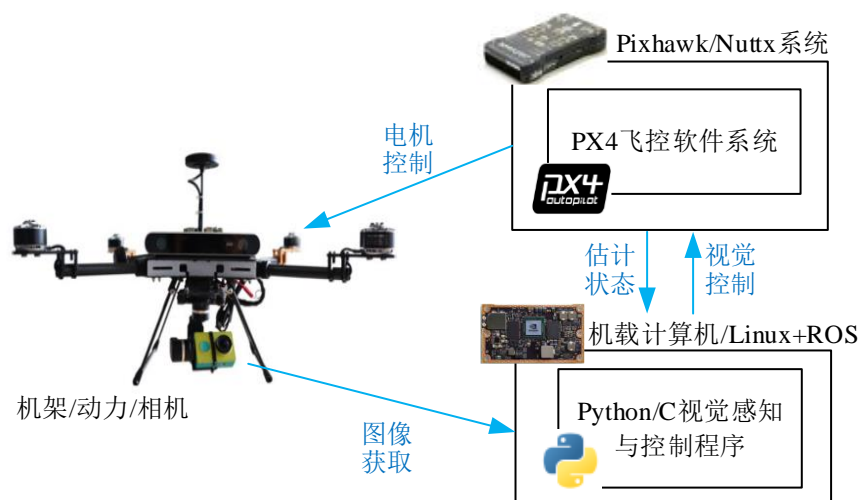 Pixhawk/Nuttx系统
PX4飞控软件系统
px4
autopilot
电机
控制
估计
状态
视觉
控制
机载计算机/Linux+ROS
Python/C视觉感知
与控制程序
机架/动力/相机
图像
获取